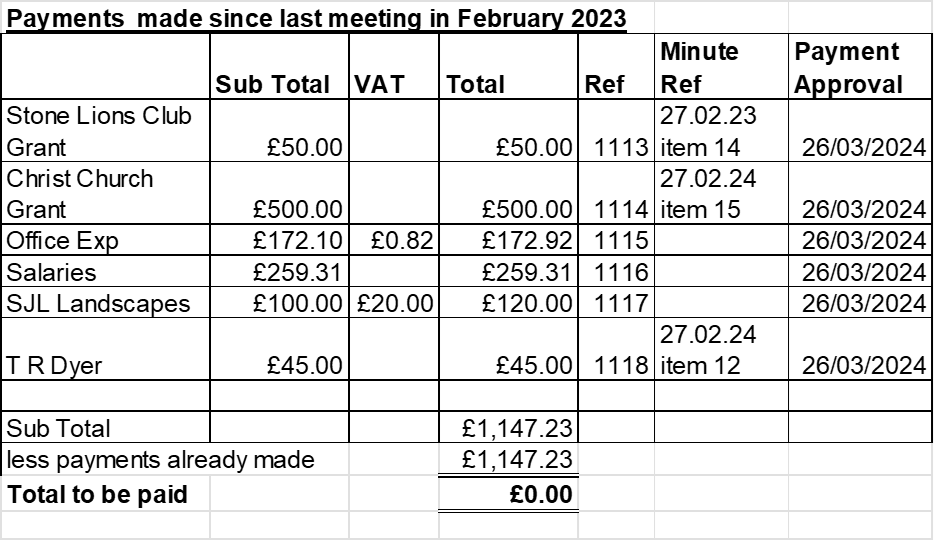 Payments  made since last meeting in February 2023
Sub Total VAT Total Ref Minute Ref Payment Approval
Stone Lions Club Grant £50.00 £50.00 1113 27.02.23 item 14 26/03/2024
Christ Church Grant £500.00 £500.00 1114 27.02.24 item 15 26/03/2024
Office Exp £172.10 £0.82 £172.92 1115 26/03/2024
Salaries £259.31 £259.31 1116 26/03/2024
SJL Landscapes £100.00 £20.00 £120.00 1117 26/03/2024
T R Dyer £45.00 £45.00 1118 27.02.24 item 12 26/03/2024
Sub Total £1,147.23
less payments already made £1,147.23
Total to be paid £0.00